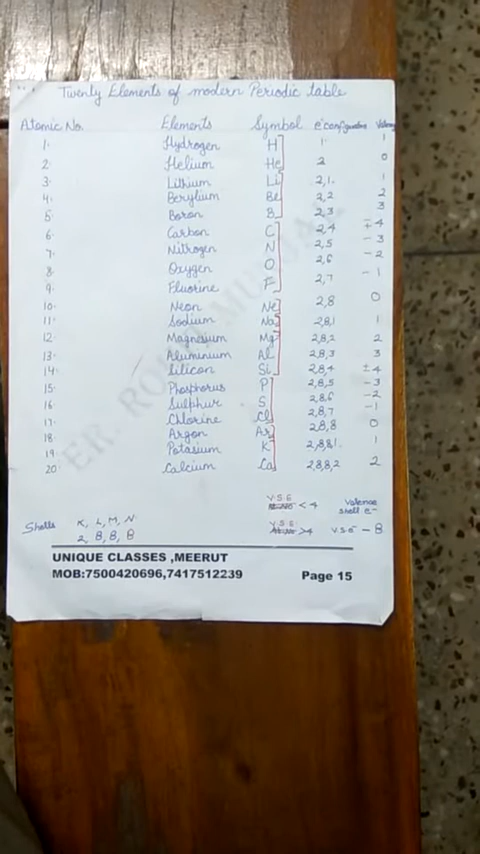 Twenty Elements of modern Periodic table
Atomic No. Elements Symbol e⁻configuration Valency
1. Hydrogen H 1. 1
2. Helium He 2 0
3. Lithium Li 2,1. 1
4. Berylium Be 2,2 2
5. Boron B 2,3 3
6. Carbon C 2,4 ±4
7. Nitrogen N 2,5 -3
8. Oxygen O 2,6 -2
9. Fluorine F 2,7 -1
10. Neon Ne 2,8 0
11. Sodium Na 2,8,1 1
12 Magnesium Mg 2,8,2 2
13. Aluminium Al 2,8,3 3
14. Silicon Si 2,8,4 ±4
15. Phosphorus P 2,8,5 -3
16. Sulphur S 2,8,6 -2
17. Chlorine Cl 2,8,7 -1
18. Argon Ar 2,8,8 0
19. Potasium K 2,8,8,1. 1
20. Calcium Ca 2,8,8,2 2
V.S.E < 4 Valence
shell e⁻
Shells K, L, M, N
2, 8, 8, 8
V.S.E >4 V.S.E⁻ - 8
UNIQUE CLASSES ,MEERUT
MOB:7500420696,7417512239 Page 15